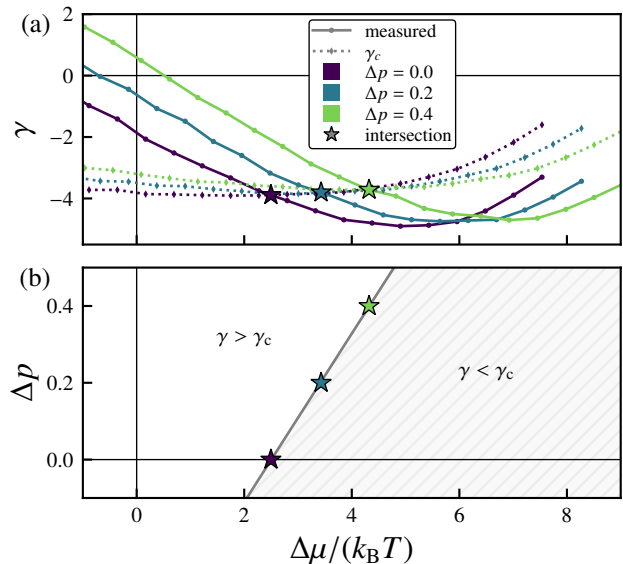 (a)
2
0
−2
−4
γ
measured
γc
Δp = 0.0
Δp = 0.2
Δp = 0.4
intersection
(b)
0.4
0.2
0.0
Δp
γ > γc
γ < γc
0
2
4
6
8
Δμ/(kBT)